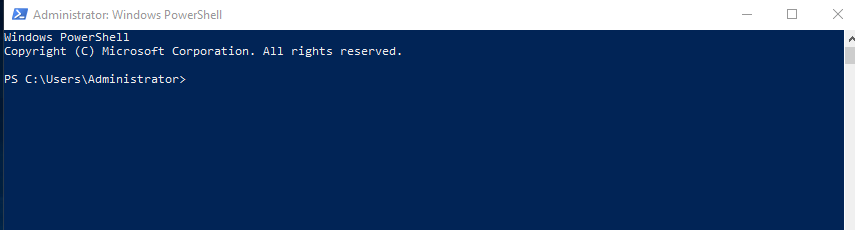 Administrator: Windows PowerShell
Windows PowerShell
Copyright (C) Microsoft Corporation. All rights reserved.
PS C:\Users\Administrator>